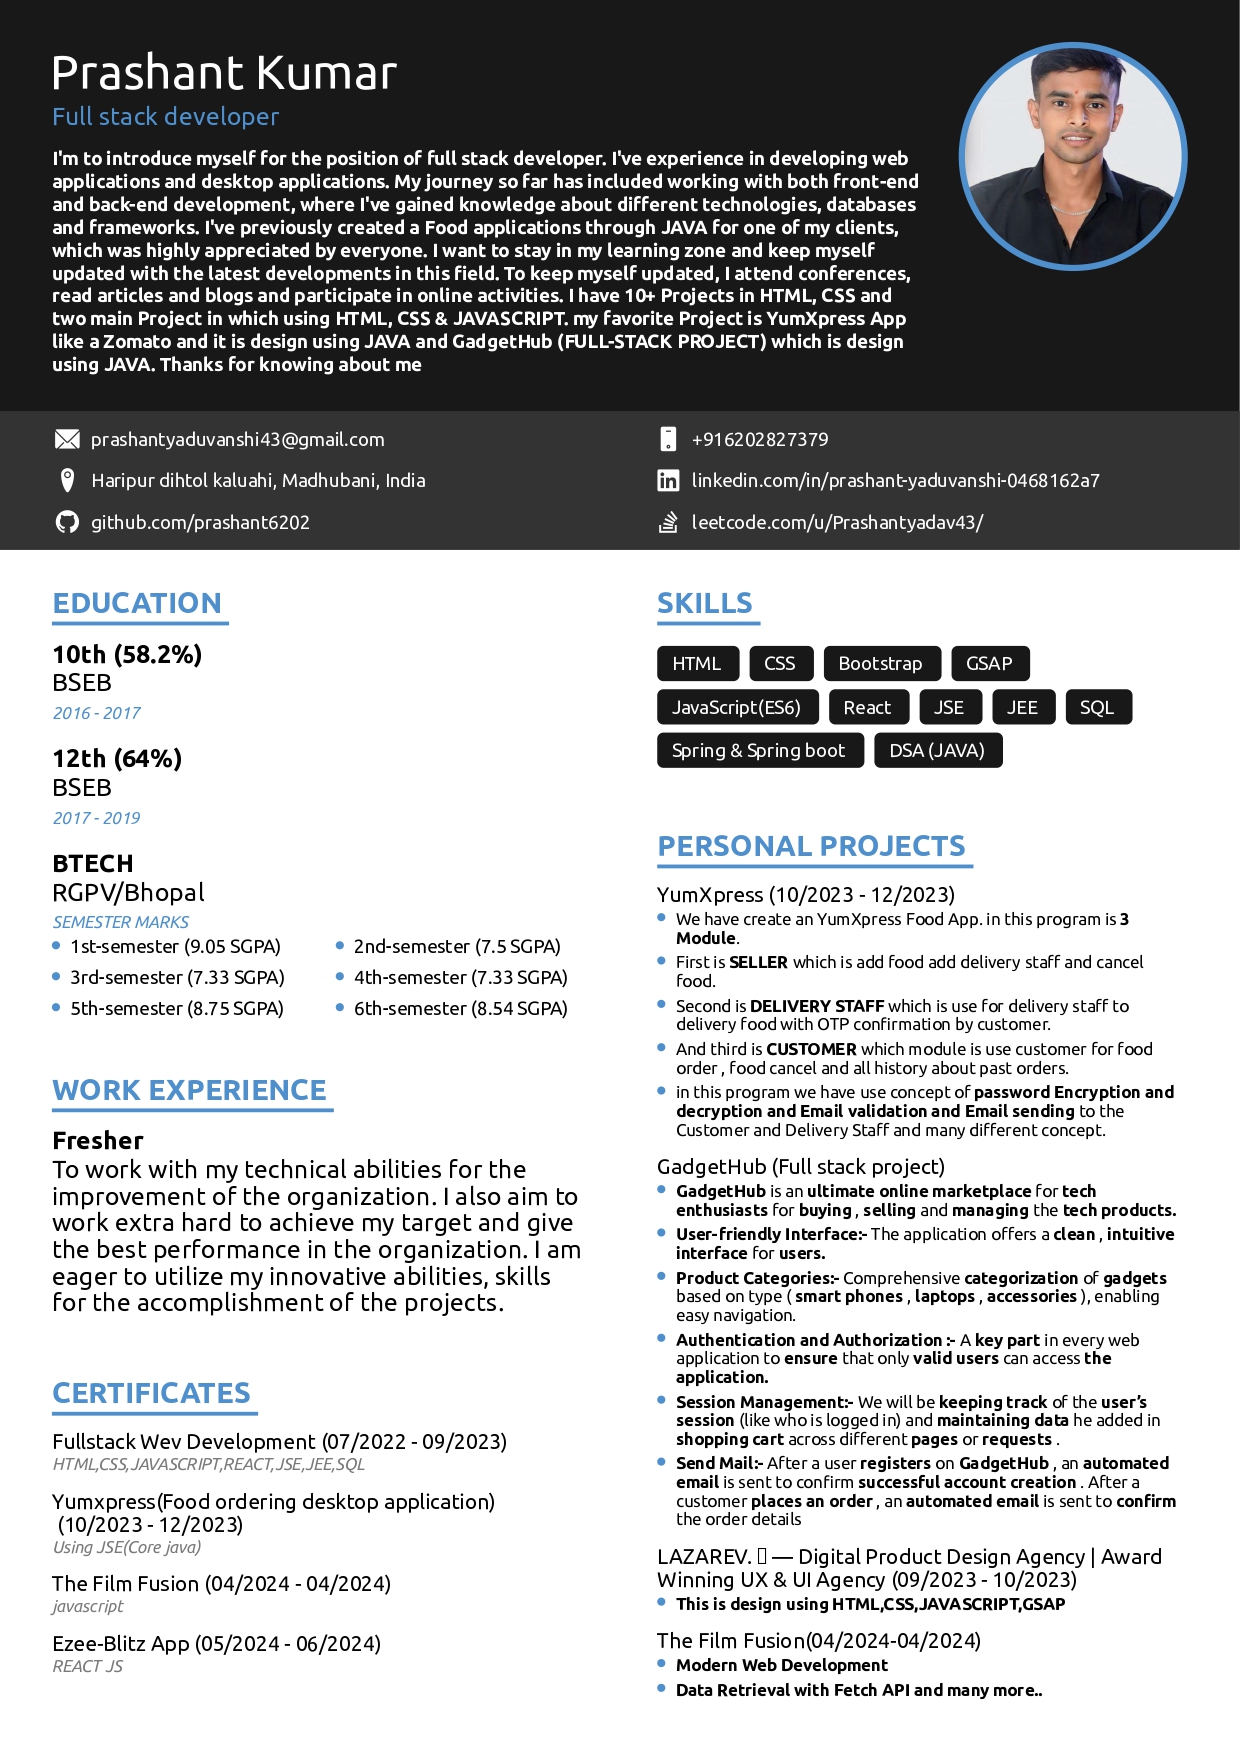 Prashant Kumar
Full stack developer
I'm to introduce myself for the position of full stack developer. I've experience in developing web
applications and desktop applications. My journey so far has included working with both front-end
and back-end development, where I've gained knowledge about different technologies, databases
and frameworks. I've previously created a Food applications through JAVA for one of my clients,
which was highly appreciated by everyone. I want to stay in my learning zone and keep myself
updated with the latest developments in this field. To keep myself updated, I attend conferences,
read articles and blogs and participate in online activities. I have 10+ Projects in HTML, CSS and
two main Project in which using HTML, CSS & JAVASCRIPT. my favorite Project is YumXpress App
like a Zomato and it is design using JAVA and GadgetHub (FULL-STACK PROJECT) which is design
using JAVA. Thanks for knowing about me
prashantyaduvanshi43@gmail.com
+916202827379
Haripur dihtol kaluahi, Madhubani, India
linkedin.com/in/prashant-yaduvanshi-0468162a7
github.com/prashant6202
leetcode.com/u/Prashantyadav43/
EDUCATION
10th (58.2%)
BSEB
2016 - 2017
12th (64%)
BSEB
2017 - 2019
BTECH
RGPV/Bhopal
SEMESTER MARKS
1st-semester (9.05 SGPA)
2nd-semester (7.5 SGPA)
3rd-semester (7.33 SGPA)
4th-semester (7.33 SGPA)
5th-semester (8.75 SGPA)
6th-semester (8.54 SGPA)
WORK EXPERIENCE
Fresher
To work with my technical abilities for the
improvement of the organization. I also aim to
work extra hard to achieve my target and give
the best performance in the organization. I am
eager to utilize my innovative abilities, skills
for the accomplishment of the projects.
CERTIFICATES
Fullstack Wev Development (07/2022 - 09/2023)
HTML,CSS,JAVASCRIPT,REACT,JSE,JEE,SQL
Yumxpress(Food ordering desktop application)
(10/2023 - 12/2023)
Using JSE(Core java)
The Film Fusion (04/2024 - 04/2024)
javascript
Ezee-Blitz App (05/2024 - 06/2024)
REACT JS
SKILLS
HTML CSS Bootstrap GSAP
JavaScript(ES6) React JSE JEE SQL
Spring & Spring boot DSA (JAVA)
PERSONAL PROJECTS
YumXpress (10/2023 - 12/2023)
We have create an YumXpress Food App. in this program is 3
Module.
First is SELLER which is add food add delivery staff and cancel
food.
Second is DELIVERY STAFF which is use for delivery staff to
delivery food with OTP confirmation by customer.
And third is CUSTOMER which module is use customer for food
order , food cancel and all history about past orders.
in this program we have use concept of password Encryption and
decryption and Email validation and Email sending to the
Customer and Delivery Staff and many different concept.
GadgetHub (Full stack project)
GadgetHub is an ultimate online marketplace for tech
enthusiasts for buying , selling and managing the tech products.
User-friendly Interface:- The application offers a clean , intuitive
interface for users.
Product Categories:- Comprehensive categorization of gadgets
based on type ( smart phones , laptops , accessories ), enabling
easy navigation.
Authentication and Authorization :- A key part in every web
application to ensure that only valid users can access the
application.
Session Management:- We will be keeping track of the user’s
session (like who is logged in) and maintaining data he added in
shopping cart across different pages or requests .
Send Mail:- After a user registers on GadgetHub , an automated
email is sent to confirm successful account creation . After a
customer places an order , an automated email is sent to confirm
the order details
LAZAREV. — Digital Product Design Agency | Award
Winning UX & UI Agency (09/2023 - 10/2023)
This is design using HTML,CSS,JAVASCRIPT,GSAP
The Film Fusion(04/2024-04/2024)
Modern Web Development
Data Retrieval with Fetch API and many more..